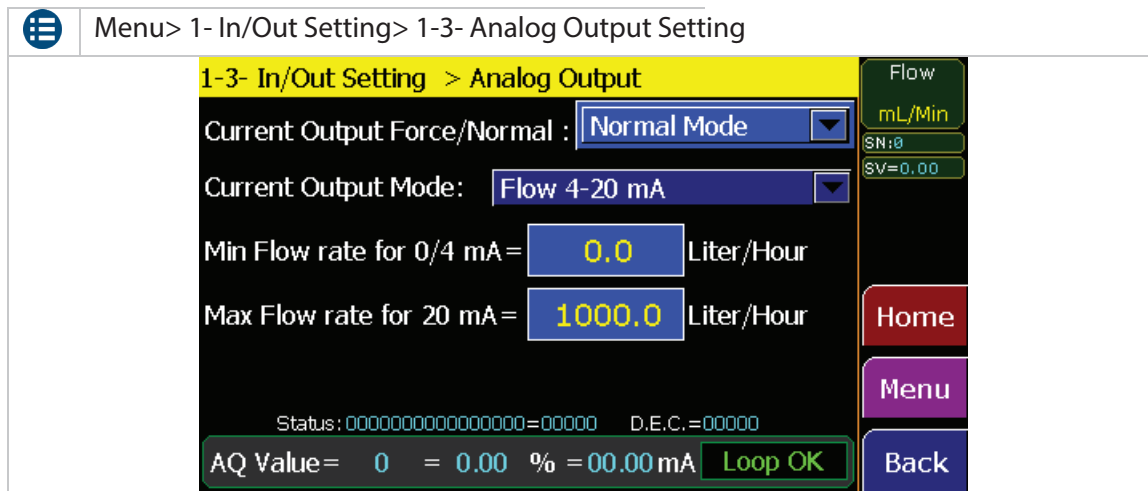 Menu> 1- In/Out Setting> 1-3- Analog Output Setting
1-3- In/Out Setting > Analog Output
Flow
mL/Min
SN:0
SV=0.00
Current Output Force/Normal : Normal Mode
Current Output Mode: Flow 4-20 mA
Min Flow rate for 0/4 mA= 0.0 Liter/Hour
Max Flow rate for 20 mA= 1000.0 Liter/Hour
Home
Menu
Status:0000000000000000=00000 D.E.C.=00000
AQ Value= 0 = 0.00 % =00.00 mA Loop OK
Back